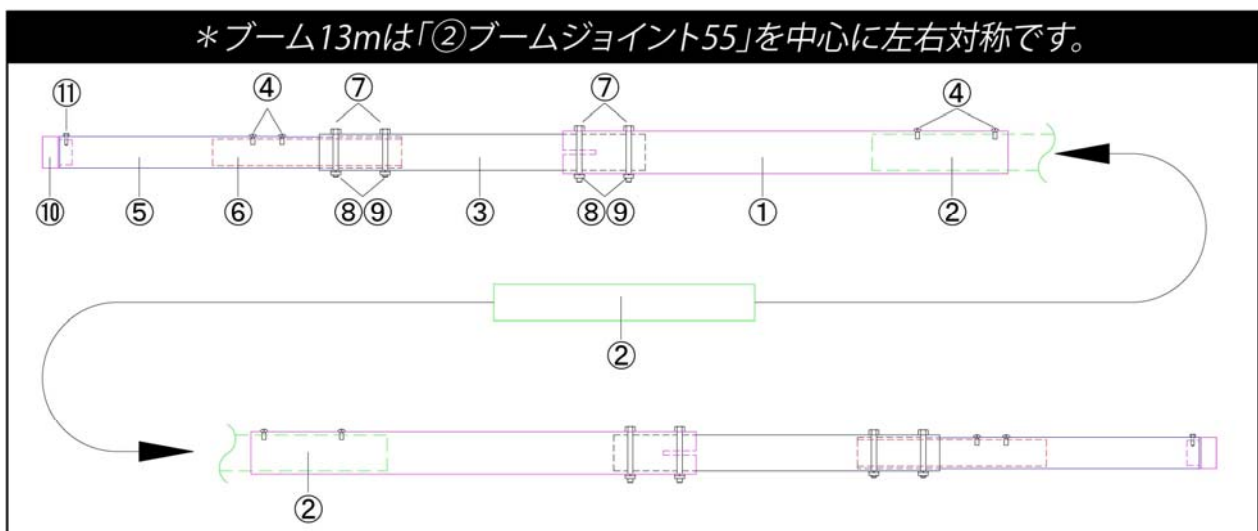 ＊ブーム13mは「②ブームジョイント55」を中心に左右対称です。
⑪ ④ ⑦ ⑦ ④
⑩ ⑤ ⑥ ⑧⑨ ③ ⑧⑨ ① ②
②
②